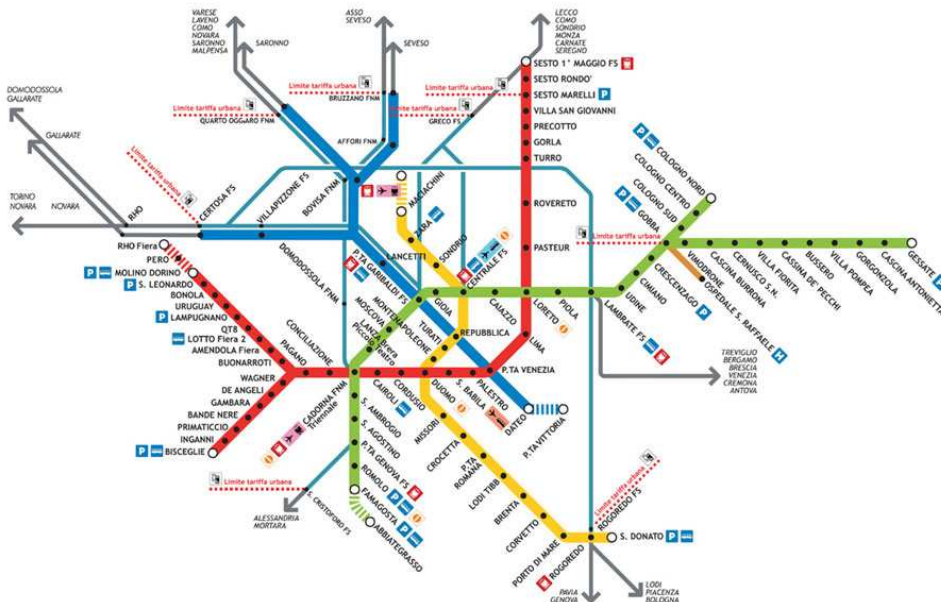 VARESE
LAVENO
COMO
NOVARA
SARONNO
MALPENSA
SARONNO
ASSO
SEVESO
SEVESO
LECCO
COMO
SONDRIO
MONZA
CARNATE
SEREGNO
DOMODOSSOLA
GALLARATE
GALLARATE
TORINO
NOVARA
NOVARA
RHO
Limite tariffa urbana
CERTOSA FS
VILLAPIZZONE FS
BOVISA FNM
Limite tariffa urbana
QUARTO OGGIARO FNM
Limite tariffa urbana
BRUZZANO FNM
AFFORI FNM
Limite tariffa urbana
GRECO FS
SESTO 1° MAGGIO FS
SESTO RONDO'
Limite tariffa urbana
SESTO MARELLI P
VILLA SAN GIOVANNI
PRECOTTO
GORLA
TURRO
ROVERETO
PASTEUR
LORETO
LIMA
P.TA VENEZIA
PALESTRO
S. BABILA
DUOMO
CORDUSIO
CAIROLI
CADORNA FNM
Triennale
CONCILIAZIONE
PAGANO
BUONARROTI
AMENDOLA Fiera
LOTTO Fiera 2
QT8
P LAMPUGNANO
URUGUAY
BONOLA
P S. LEONARDO
P MOLINO DORINO
PERO
RHO Fiera
WAGNER
DE ANGELI
GAMBARA
BANDE NERE
PRIMATICCIO
INGANNI
P BISCEGLIE
P COLOGNO NORD
COLOGNO CENTRO
COLOGNO SUD
P GOBBA
Limite tariffa urbana
VIMODRONE
CASCINA BURRONA
CERNUSCO S.N.
VILLA FIORITA
CASSINA DE' PECCHI
BUSSERO
VILLA POMPEA
GORGONZOLA
CASCINA ANTONIETTA
GESSATE P
OSPEDALE S. RAFFAELE H
CRESCENZAGO P
CIMIANO
UDINE
LAMBRATE FS
PIOLA
CAIAZZO
CENTRALE FS
GIOIA
P.TA GARIBALDI FS
MOSCOVA
LANZA Brera
Piccolo Teatro
S. AMBROGIO
S. AGOSTINO
P.TA GENOVA FS
ROMOLO P
FAMAGOSTA P
ABBIATEGRASSO
MACIACHINI
ZARA
SONDRIO
REPUBBLICA
TURATI
MONTENAPOLEONE
MISSORI
CROCETTA
P.TA
ROMANA
LODI TIBB
BRENTA
CORVETTO
PORTO DI MARE
ROGOREDO
S. DONATO P
Limite tariffa urbana
ROGOREDO FS
LANCETTI
DOMODOSSOLA FNM
DATEO
P.TA VITTORIA
Limite tariffa urbana
S. CRISTOFORO FS
ALESSANDRIA
MORTARA
TREVIGLIO
BERGAMO
BRESCIA
VENEZIA
CREMONA
ANTOVA
PAVIA
GENOVA
LODI
PIACENZA
BOLOGNA